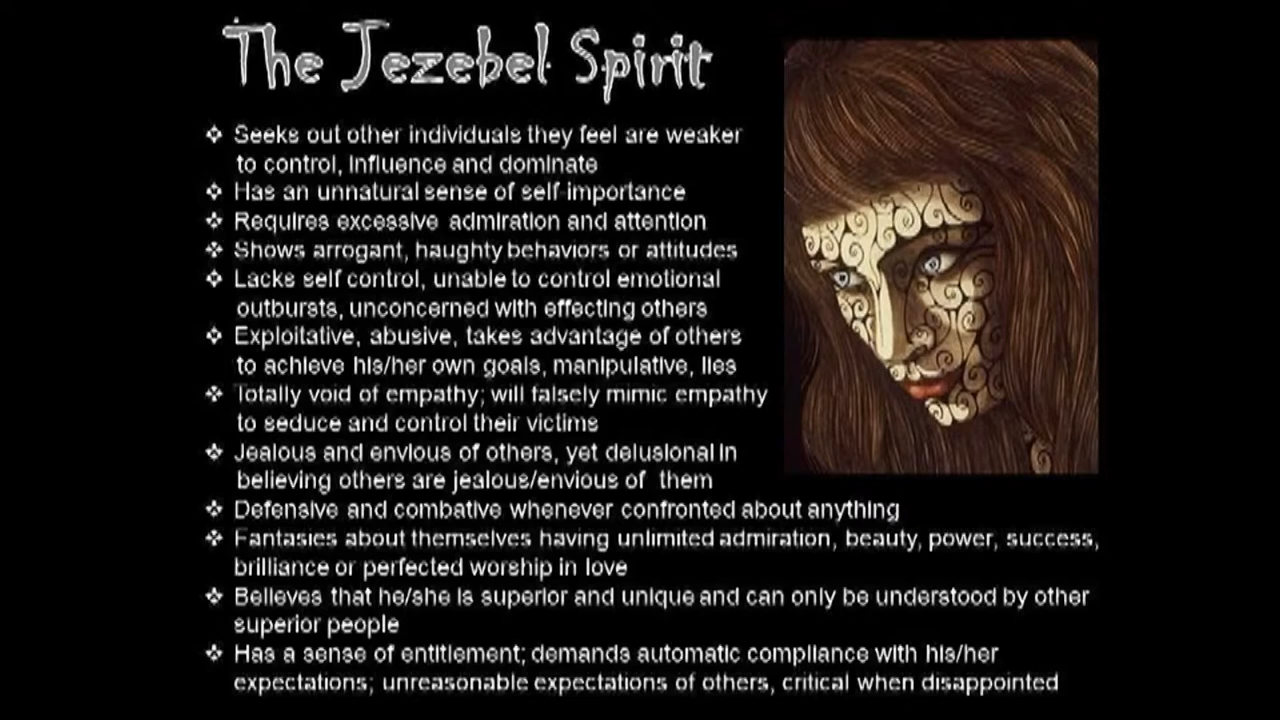 The Jezebel Spirit
❖ Seeks out other individuals they feel are weaker
to control, influence and dominate
❖ Has an unnatural sense of self-importance
❖ Requires excessive admiration and attention
❖ Shows arrogant, haughty behaviors or attitudes
❖ Lacks self control, unable to control emotional
outbursts, unconcerned with effecting others
❖ Exploitative, abusive, takes advantage of others
to achieve his/her own goals, manipulative, lies
❖ Totally void of empathy; will falsely mimic empathy
to seduce and control their victims
❖ Jealous and envious of others, yet delusional in
believing others are jealous/envious of them
❖ Defensive and combative whenever confronted about anything
❖ Fantasies about themselves having unlimited admiration, beauty, power, success,
brilliance or perfected worship in love
❖ Believes that he/she is superior and unique and can only be understood by other
superior people
❖ Has a sense of entitlement; demands automatic compliance with his/her
expectations; unreasonable expectations of others, critical when disappointed